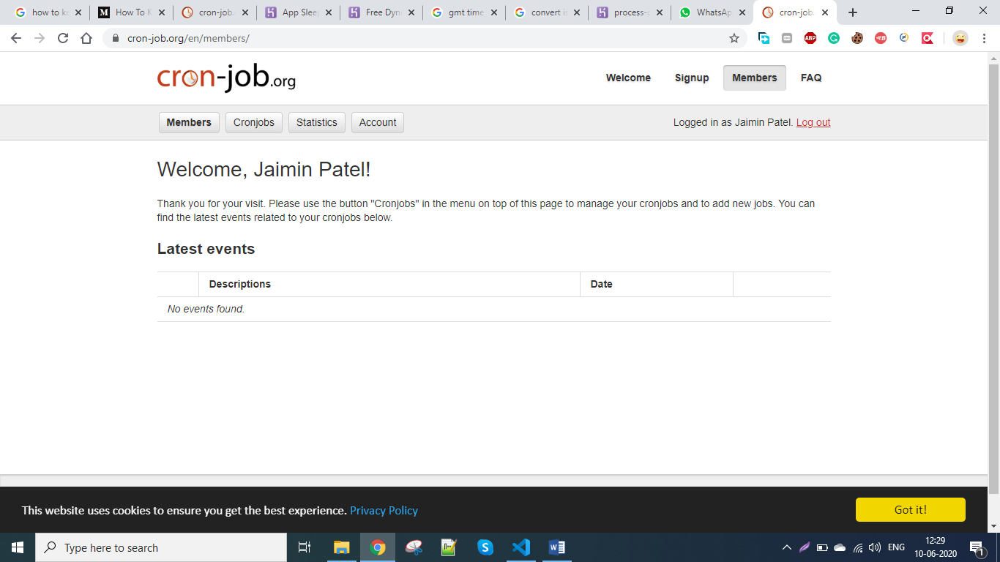 how to ke
How To K
cron-job.
App Slee
Free Dyn
gmt time
convert is
process-c
WhatsAp
cron-job.
cron-job.org/en/members/
ABP
cron-job.org
Welcome
Signup
Members
FAQ
Members
Cronjobs
Statistics
Account
Logged in as Jaimin Patel. Log out
Welcome, Jaimin Patel!
Thank you for your visit. Please use the button "Cronjobs" in the menu on top of this page to manage your cronjobs and to add new jobs. You can
find the latest events related to your cronjobs below.
Latest events
Descriptions
Date
No events found.
This website uses cookies to ensure you get the best experience. Privacy Policy
Got it!
Type here to search
ENG
12:29
10-06-2020
1